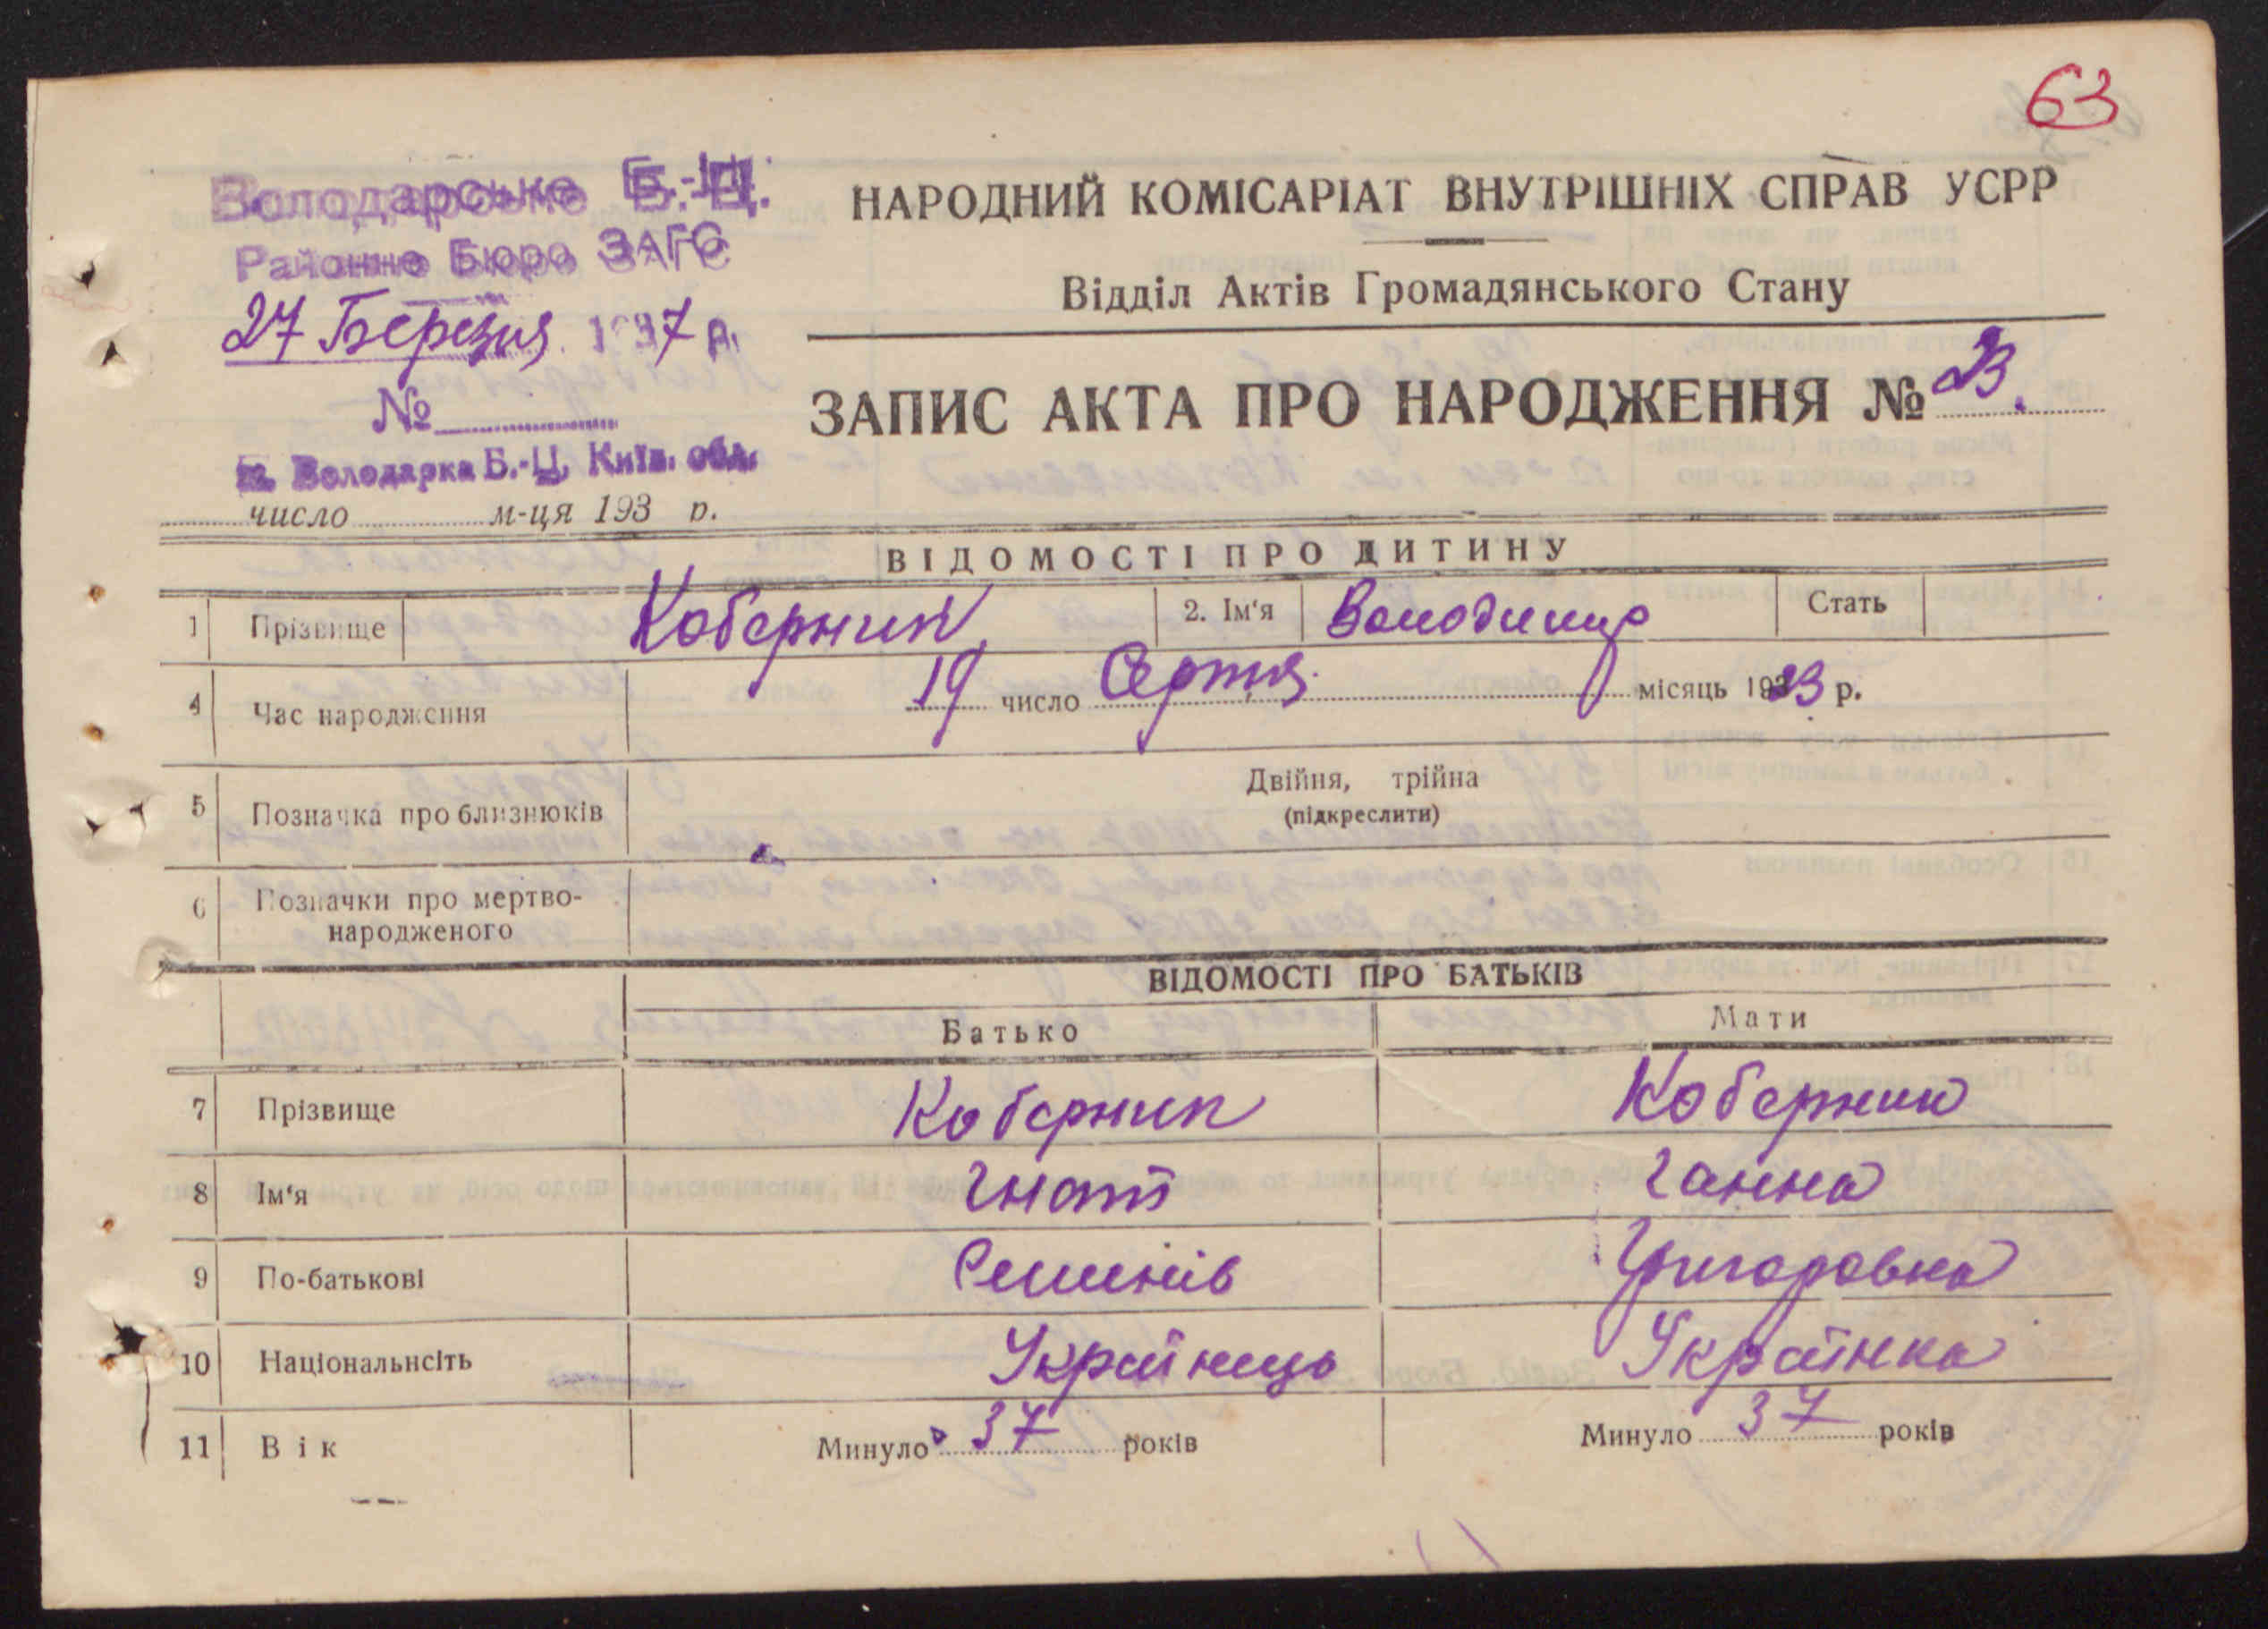 63
Володарське Б.-Ц.
Районне Бюро ЗАГС
27 Березня 1937 р.
№
м. Володарка Б.-Ц. Київ. обл.
число м-ця 193 р.
НАРОДНИЙ КОМІСАРІАТ ВНУТРІШНІХ СПРАВ УСРР
Відділ Актів Громадянського Стану
ЗАПИС АКТА ПРО НАРОДЖЕННЯ № 23.
ВІДОМОСТІ ПРО ДИТИНУ
1 Прізвище Коберник 2. Ім‘я Володимир Стать
4 Час народження 19 число Серпня місяць 1923 р.
5 Позначка про близнюків Двійня, трійна
(підкреслити)
6 Позначки про мертво-
народженого
ВІДОМОСТІ ПРО БАТЬКІВ
Батько Мати
7 Прізвище Коберник Коберник
8 Ім‘я Гнат Ганна
9 По-батькові Григоровна
10 Національнсіть Українець Українка
11 Вік Минуло 37 років Минуло 37 років